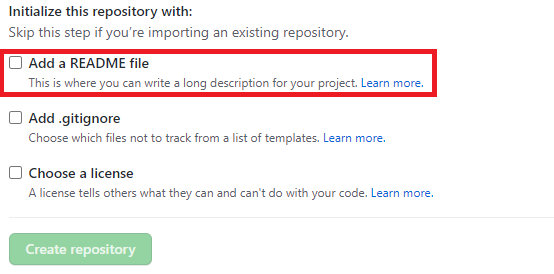 Initialize this repository with:
Skip this step if you're importing an existing repository.
Add a README file
This is where you can write a long description for your project. Learn more.
Add .gitignore
Choose which files not to track from a list of templates. Learn more.
Choose a license
A license tells others what they can and can't do with your code. Learn more.
Create repository